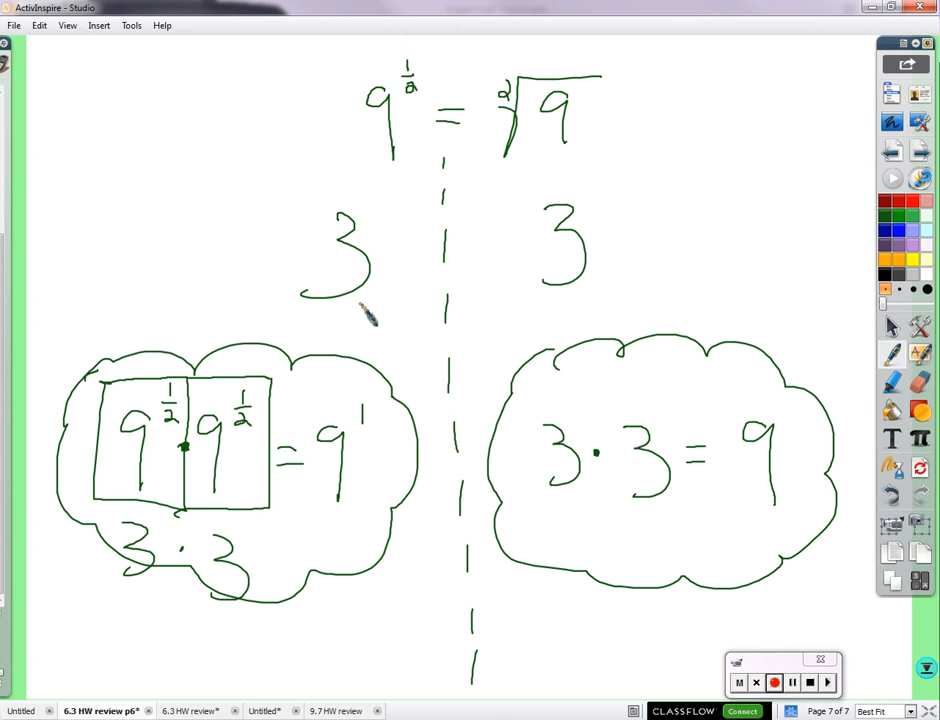 ActivInspire - Studio
File Edit View Insert Tools Help
9^(1/2) = ²√9
3 3
9^(1/2) · 9^(1/2) = 9^1
3 · 3 = 9
3 · 3
M
Untitled 6.3 HW review p6* 6.3 HW review* Untitled* 9.7 HW review CLASSFLOW Connect Page 7 of 7 Best Fit